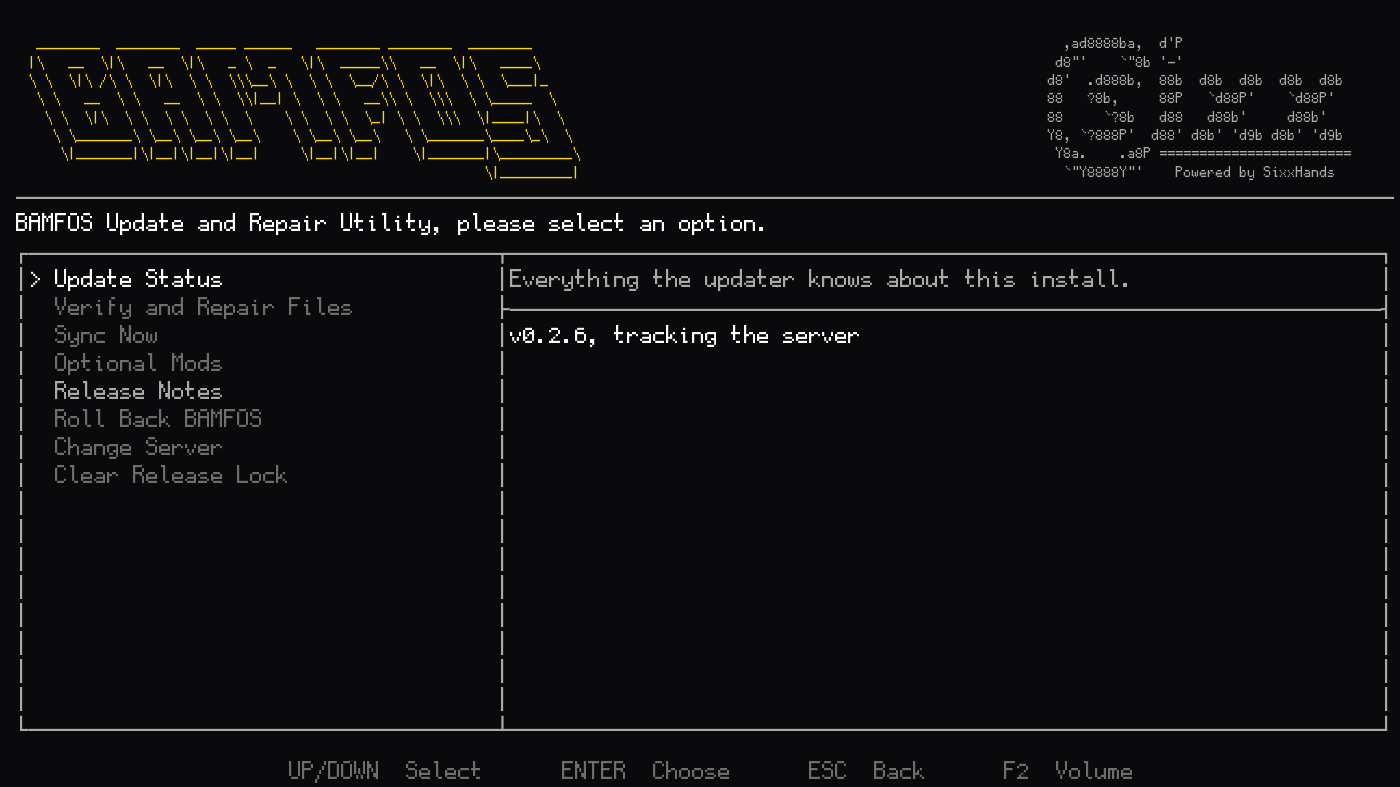 BAMFOS
Six
Powered by SixxHands
BAMFOS Update and Repair Utility, please select an option.
> Update Status
Verify and Repair Files
Sync Now
Optional Mods
Release Notes
Roll Back BAMFOS
Change Server
Clear Release Lock
Everything the updater knows about this install.
v0.2.6, tracking the server
UP/DOWN Select ENTER Choose ESC Back F2 Volume